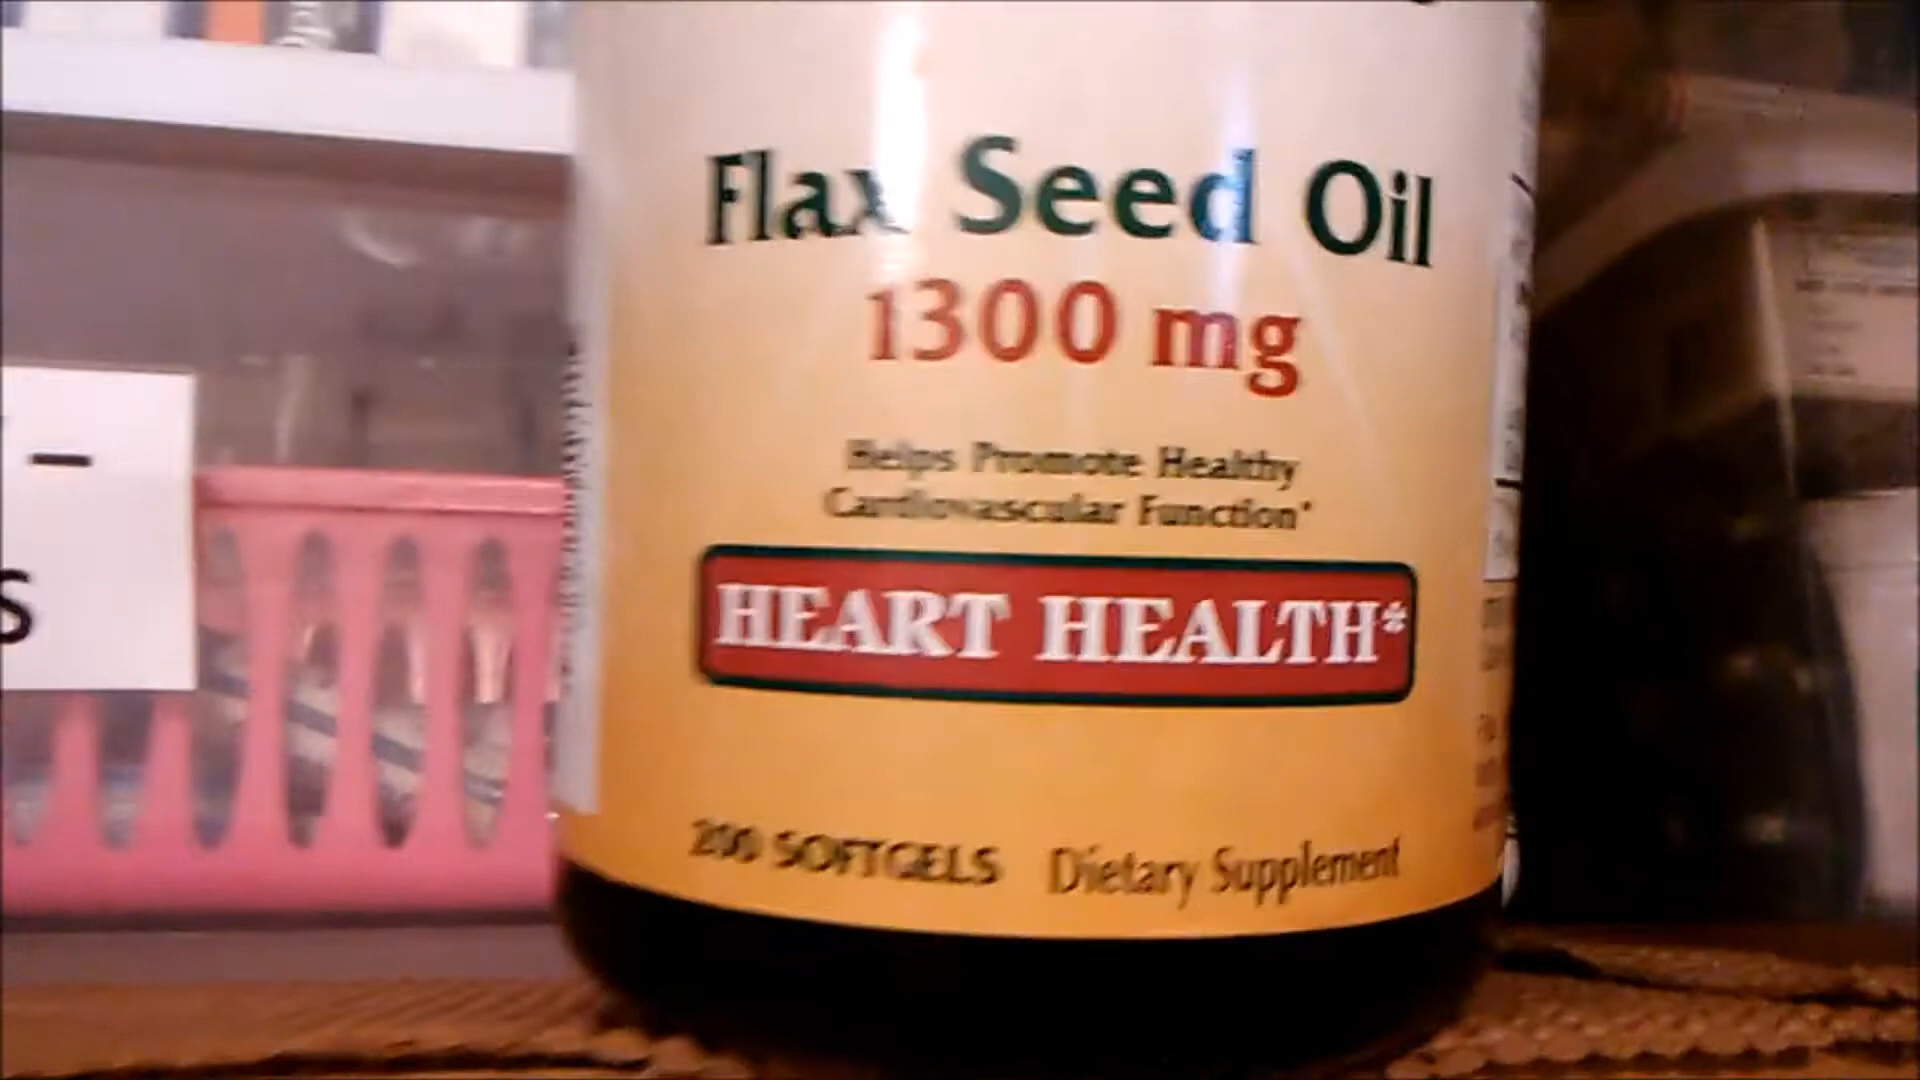 Flax Seed Oil
1300 mg
Helps Promote Healthy
Cardiovascular Function*
HEART HEALTH*
200 SOFTGELS Dietary Supplement